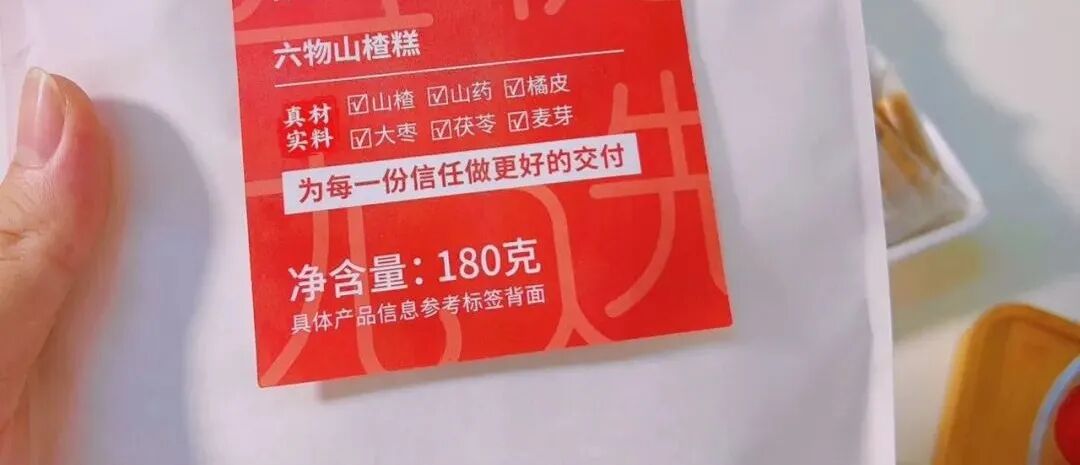 六物山楂糕
真材 ☑山楂 ☑山药 ☑橘皮
实料 ☑大枣 ☑茯苓 ☑麦芽
为每一份信任做更好的交付
净含量：180克
具体产品信息参考标签背面